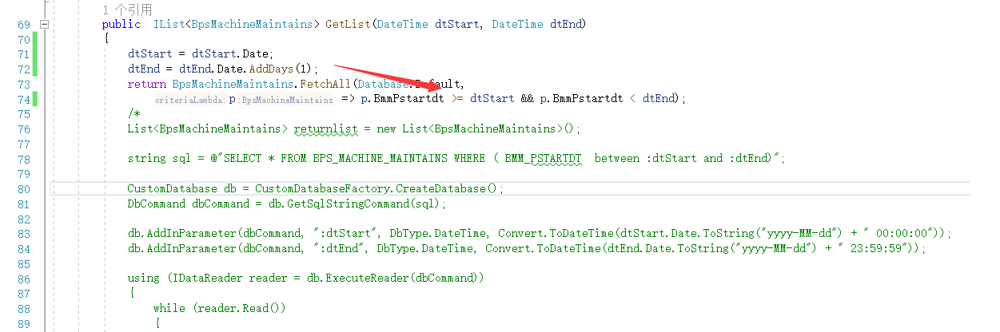 1 个引用
69 public IList<BpsMachineMaintains> GetList(DateTime dtStart, DateTime dtEnd)
70 {
71 dtStart = dtStart.Date;
72 dtEnd = dtEnd.Date.AddDays(1);
73 return BpsMachineMaintains.FetchAll(Database.Default,
74 criteriaLambda: p :BpsMachineMaintains => p.BmmPstartdt >= dtStart && p.BmmPstartdt < dtEnd);
75 /*
76 List<BpsMachineMaintains> returnlist = new List<BpsMachineMaintains>();
77
78 string sql = @"SELECT * FROM BPS_MACHINE_MAINTAINS WHERE ( BMM_PSTARTDT between :dtStart and :dtEnd)";
79
80 CustomDatabase db = CustomDatabaseFactory.CreateDatabase();
81 DbCommand dbCommand = db.GetSqlStringCommand(sql);
82
83 db.AddInParameter(dbCommand, ":dtStart", DbType.DateTime, Convert.ToDateTime(dtStart.Date.ToString("yyyy-MM-dd") + " 00:00:00"));
84 db.AddInParameter(dbCommand, ":dtEnd", DbType.DateTime, Convert.ToDateTime(dtEnd.Date.ToString("yyyy-MM-dd") + " 23:59:59"));
85
86 using (IDataReader reader = db.ExecuteReader(dbCommand))
87 {
88 while (reader.Read())
89 {